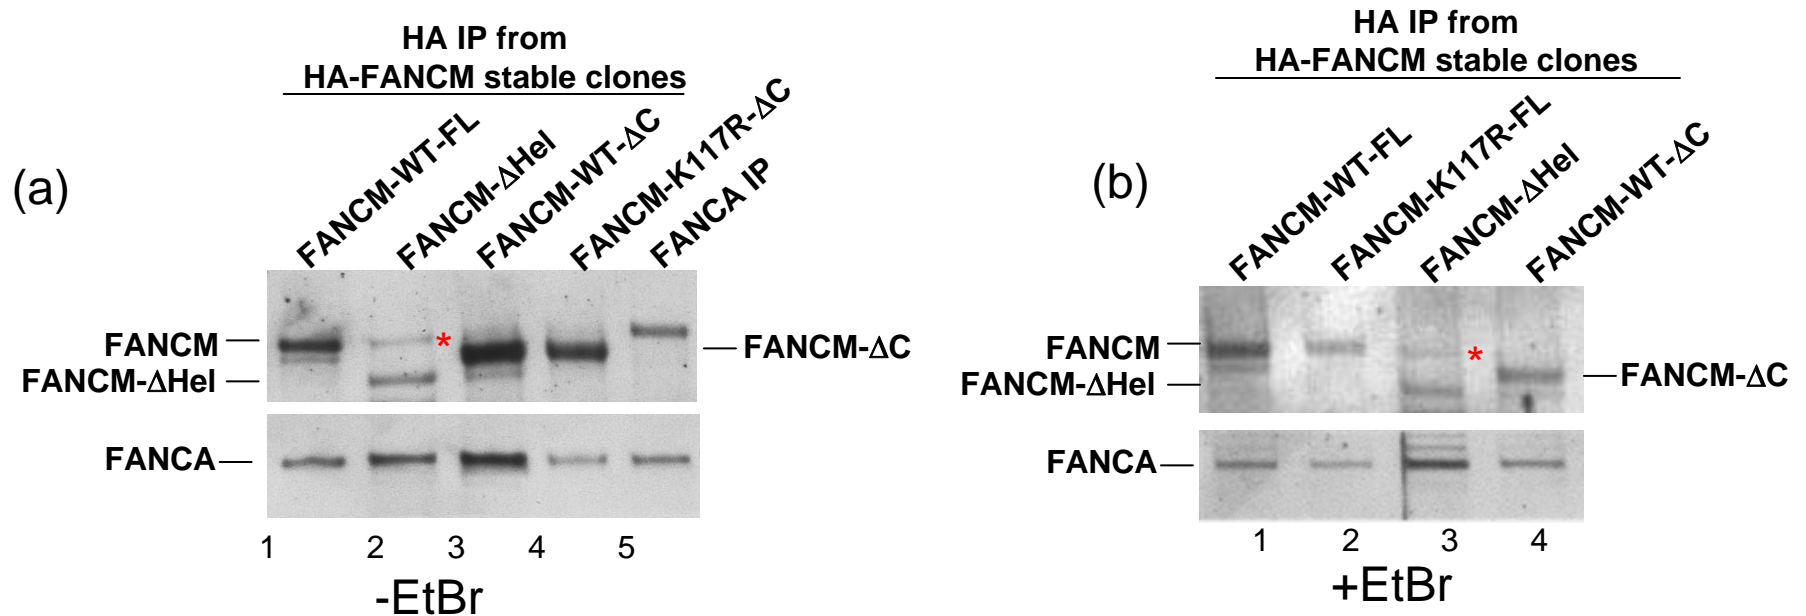 (a)
HA IP from
HA-FANCM stable clones
FANCM-WT-FL
FANCM-ΔHel
FANCM-WT-ΔC
FANCM-K117R-ΔC
FANCA IP
FANCM
*
FANCM-ΔC
FANCM-ΔHel
FANCA
1 2 3 4 5
-EtBr
(b)
HA IP from
HA-FANCM stable clones
FANCM-WT-FL
FANCM-K117R-FL
FANCM-ΔHel
FANCM-WT-ΔC
FANCM
*
FANCM-ΔHel
FANCM-ΔC
FANCA
1 2 3 4
+EtBr